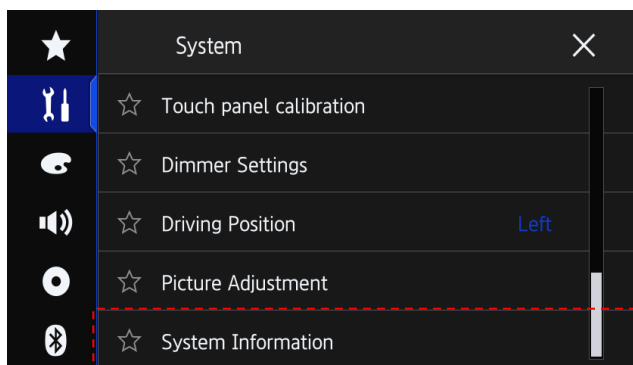 System
Touch panel calibration
Dimmer Settings
Driving Position Left
Picture Adjustment
System Information